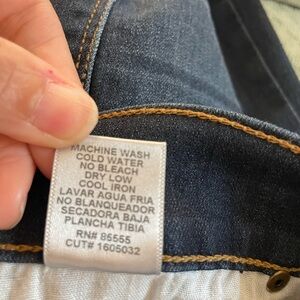 MACHINE WASH
COLD WATER
NO BLEACH
DRY LOW
COOL IRON
LAVAR AGUA FRIA
NO BLANQUEADOR
SECADORA BAJA
PLANCHA TIBIA
RN# 85555
CUT# 1605032